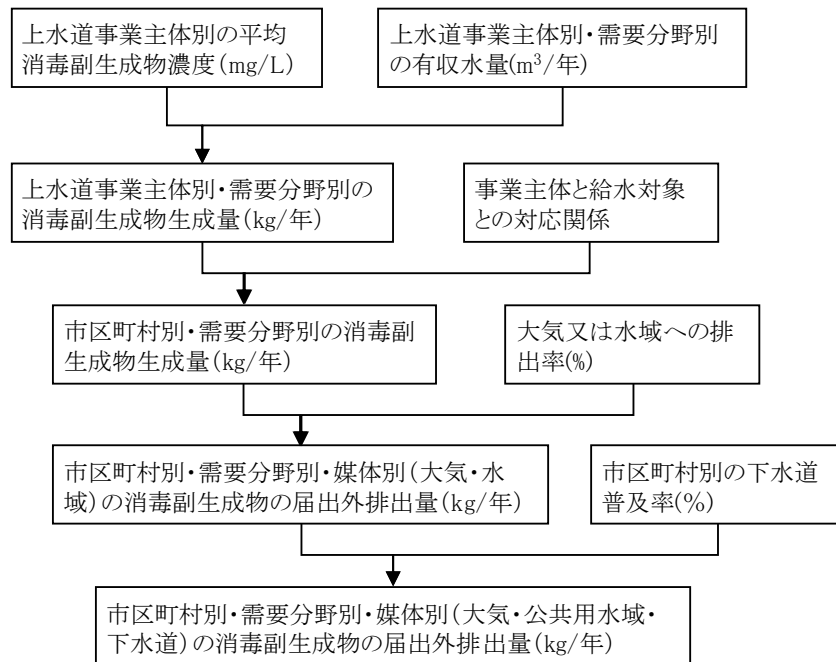 上水道事業主体別の平均
消毒副生成物濃度(mg/L)
上水道事業主体別・需要分野別
の有収水量(m³/年)
上水道事業主体別・需要分野別の
消毒副生成物生成量(kg/年)
事業主体と給水対象
との対応関係
市区町村別・需要分野別の消毒副
生成物生成量(kg/年)
大気又は水域への排
出率(%)
市区町村別・需要分野別・媒体別(大気・水
域)の消毒副生成物の届出外排出量(kg/年)
市区町村別の下水道
普及率(%)
市区町村別・需要分野別・媒体別(大気・公共用水域・
下水道)の消毒副生成物の届出外排出量(kg/年)